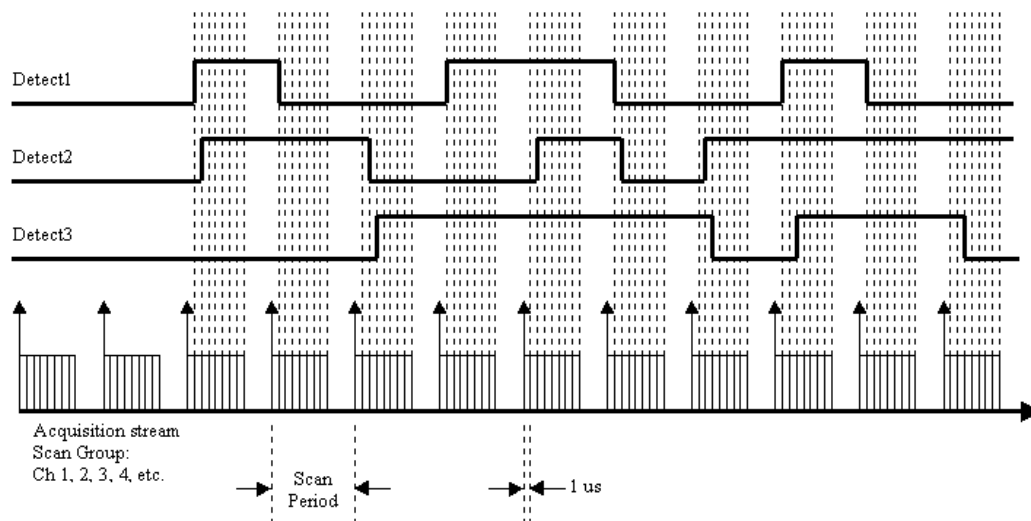 Detect1
Detect2
Detect3
Acquisition stream
Scan Group:
Ch 1, 2, 3, 4, etc.
Scan
Period
1 us